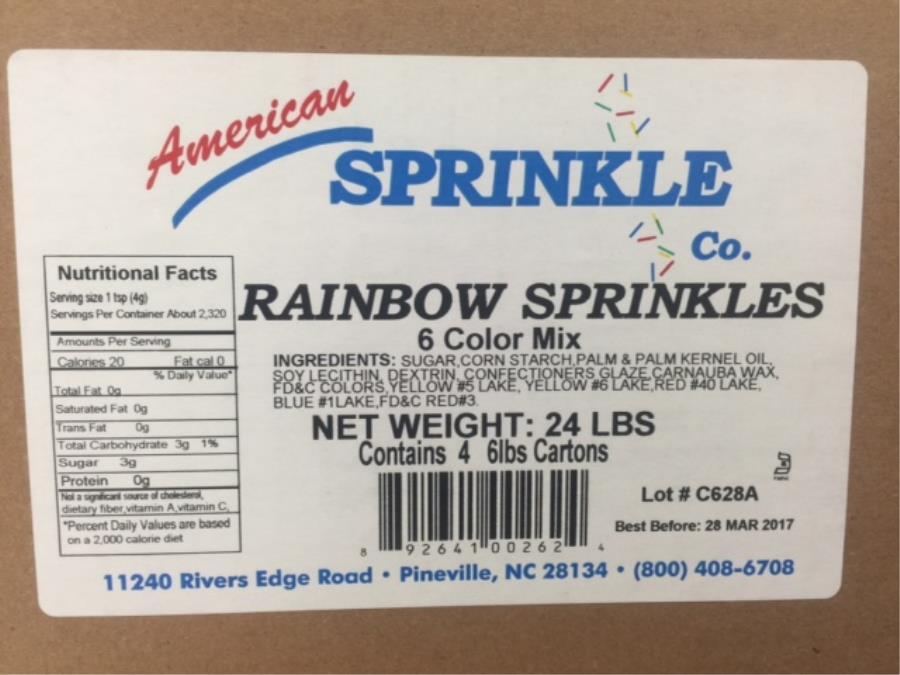 American
SPRINKLE
Co.
RAINBOW SPRINKLES
6 Color Mix
INGREDIENTS: SUGAR,CORN STARCH,PALM & PALM KERNEL OIL,
SOY LECITHIN, DEXTRIN, CONFECTIONERS GLAZE,CARNAUBA WAX,
FD&C COLORS,YELLOW #5 LAKE, YELLOW #6 LAKE,RED #40 LAKE,
BLUE #1LAKE,FD&C RED#3.
NET WEIGHT: 24 LBS
Contains 4 6lbs Cartons
Nutritional Facts
Serving size 1 tsp (4g)
Servings Per Container About 2,320
Amounts Per Serving
Calories 20 Fat cal 0
% Daily Value*
Total Fat 0g
Saturated Fat 0g
Trans Fat 0g
Total Carbohydrate 3g 1%
Sugar 3g
Protein 0g
Not a significant source of cholesterol,
dietary fiber,vitamin A,vitamin C,
*Percent Daily Values are based
on a 2,000 calorie diet
8 92641 00262 4
Lot # C628A
Best Before: 28 MAR 2017
11240 Rivers Edge Road • Pineville, NC 28134 • (800) 408-6708